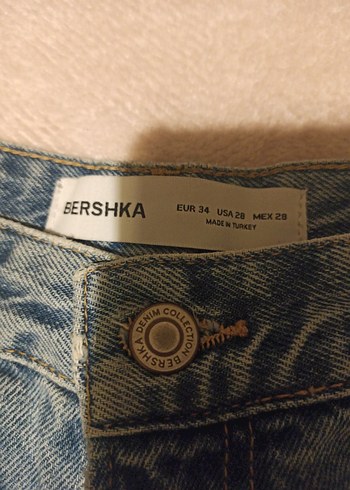 BERSHKA
EUR 34 USA 28 MEX 28
MADE IN TURKEY
DENIM COLLECTION
BERSHKA